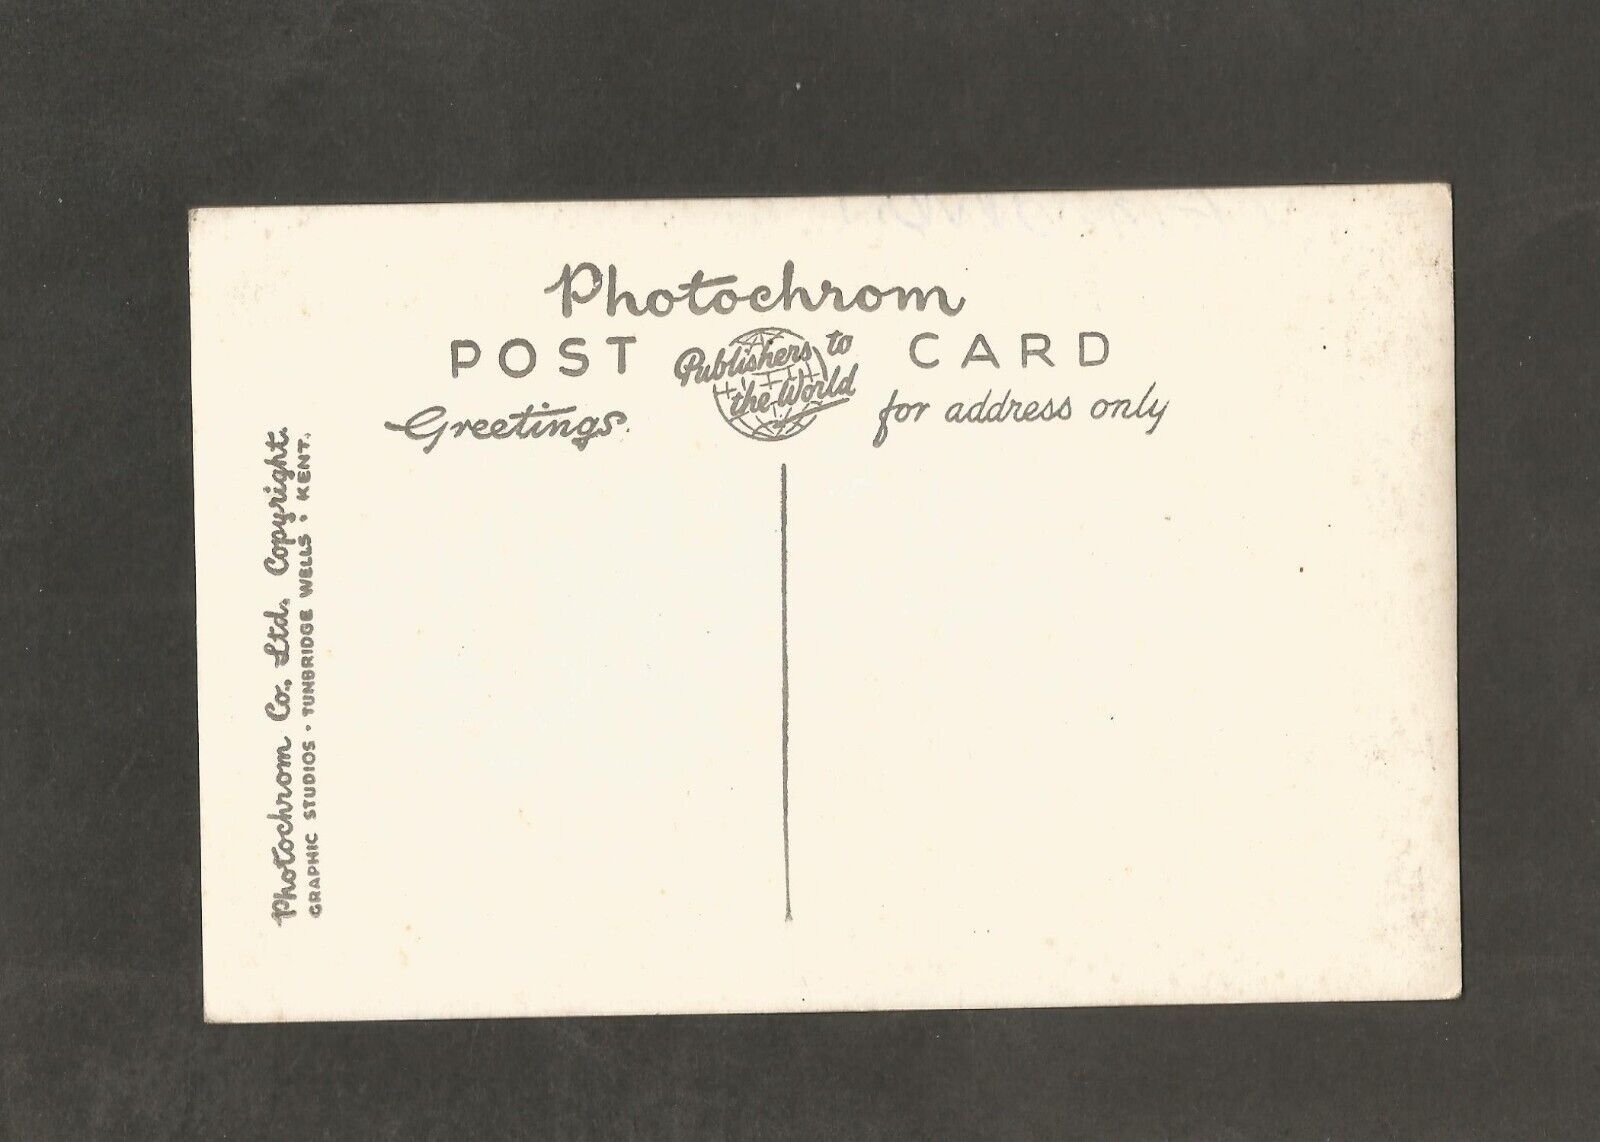 Photochrom
POST CARD
Publishers to
the World
Greetings.
for address only
Photochrom Co., Ltd. Copyright.
GRAPHIC STUDIOS · TUNBRIDGE WELLS · KENT.